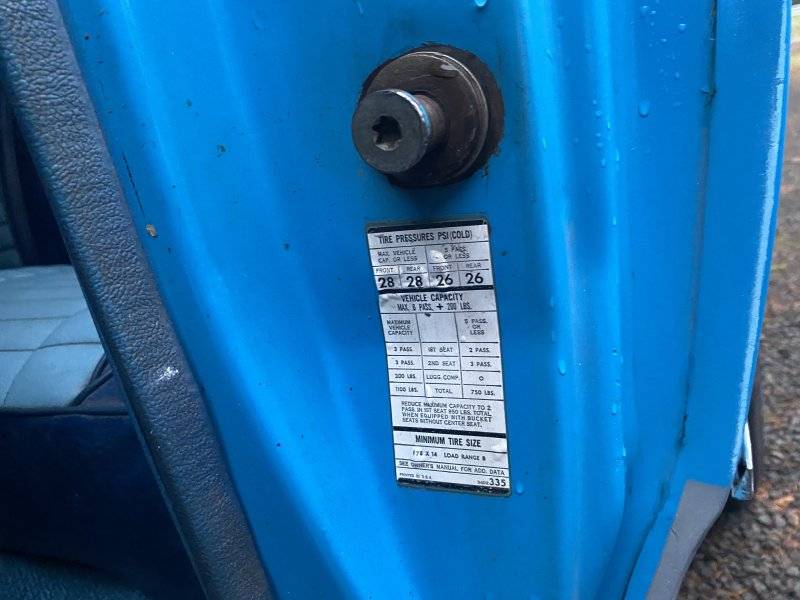 TIRE PRESSURES PSI (COLD)
MAX. VEHICLE CAP. OR LESS
5 PASS. OR LESS
FRONT REAR FRONT REAR
28 28 26 26
VEHICLE CAPACITY
MAX. 6 PASS. + 200 LBS.
MAXIMUM VEHICLE CAPACITY
5 PASS. OR LESS
3 PASS. 1ST SEAT 2 PASS.
3 PASS. 2ND SEAT 3 PASS.
200 LBS. LUGG. COMP. 0
1100 LBS. TOTAL 750 LBS.
REDUCE MAXIMUM CAPACITY TO 2
PASS. IN 1ST SEAT 950 LBS. TOTAL
WHEN EQUIPPED WITH BUCKET
SEATS WITHOUT CENTER SEAT.
MINIMUM TIRE SIZE
F78 X 14 LOAD RANGE B
SEE OWNER'S MANUAL FOR ADD. DATA
PRINTED IN U.S.A.
335